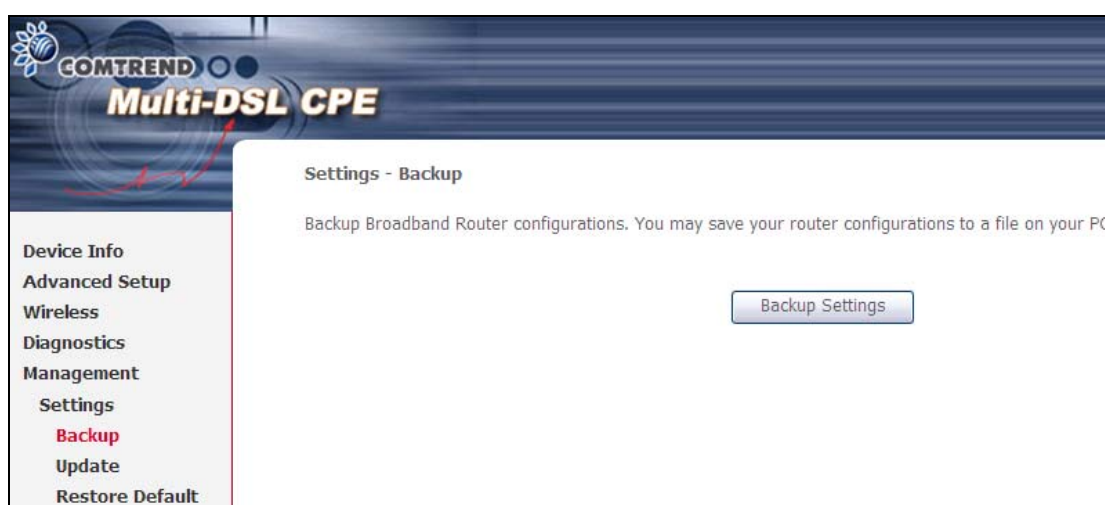 COMTREND
Multi-DSL CPE
Settings - Backup
Backup Broadband Router configurations. You may save your router configurations to a file on your PC
Backup Settings
Device Info
Advanced Setup
Wireless
Diagnostics
Management
Settings
Backup
Update
Restore Default